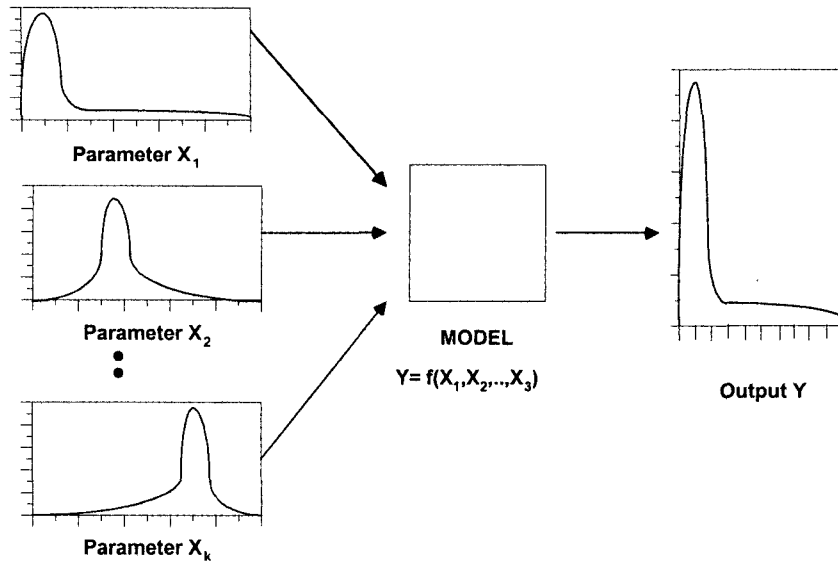 Parameter X₁
Parameter X₂
Parameter Xₖ
MODEL
Y= f(X₁,X₂,..,X₃)
Output Y